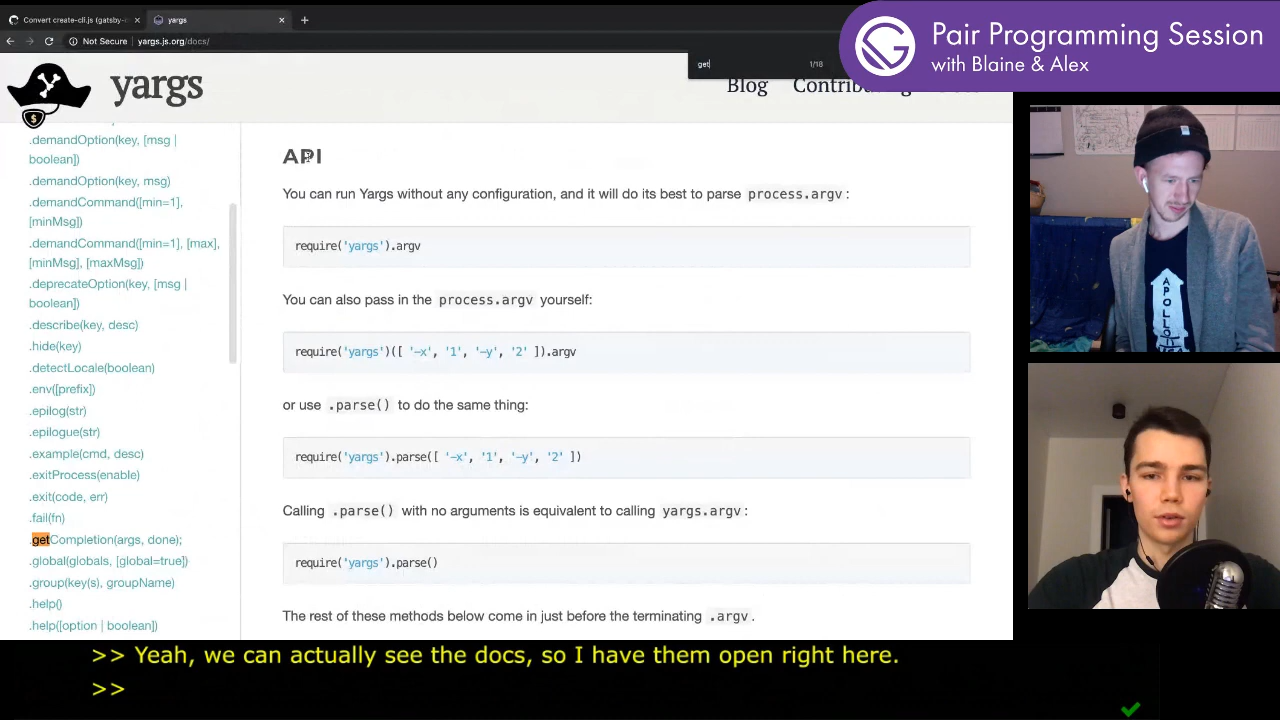 Convert create-cli.js (gatsby-c
yargs
Not Secure yargs.js.org/docs/
get
1/18
Pair Programming Session
with Blaine & Alex
yargs
Blog
$
.demandOption(key, [msg |
boolean])
.demandOption(key, msg)
.demandCommand([min=1],
[minMsg])
.demandCommand([min=1], [max],
[minMsg], [maxMsg])
.deprecateOption(key, [msg |
boolean])
.describe(key, desc)
.hide(key)
.detectLocale(boolean)
.env([prefix])
.epilog(str)
.epilogue(str)
.example(cmd, desc)
.exitProcess(enable)
.exit(code, err)
.fail(fn)
.getCompletion(args, done);
.global(globals, [global=true])
.group(key(s), groupName)
.help()
.help([option | boolean])
API
You can run Yargs without any configuration, and it will do its best to parse process.argv:
require('yargs').argv
You can also pass in the process.argv yourself:
require('yargs')([ '-x', '1', '-y', '2' ]).argv
or use .parse() to do the same thing:
require('yargs').parse([ '-x', '1', '-y', '2' ])
Calling .parse() with no arguments is equivalent to calling yargs.argv:
require('yargs').parse()
The rest of these methods below come in just before the terminating .argv.
APOLLO
>> Yeah, we can actually see the docs, so I have them open right here.
>>